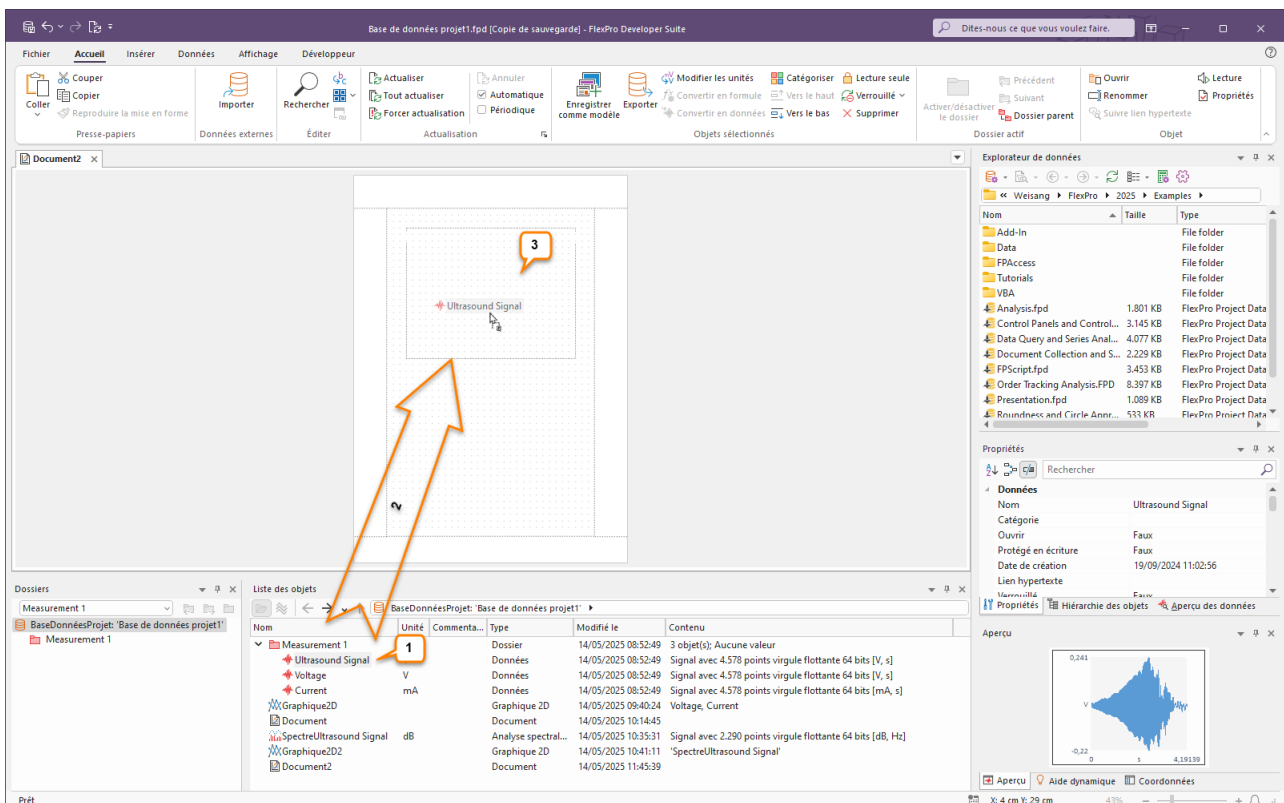 Base de données projet1.fpd [Copie de sauvegarde] - FlexPro Developer Suite
Dites-nous ce que vous voulez faire.
Fichier Accueil Insérer Données Affichage Développeur
Coller
Couper
Copier
Reproduire la mise en forme
Presse-papiers
Importer
Données externes
Rechercher
Éditer
Actualiser
Tout actualiser
Forcer actualisation
Annuler
Automatique
Périodique
Actualisation
Enregistrer
comme modèle
Exporter
Modifier les unités
Convertir en formule
Convertir en données
Catégoriser
Vers le haut
Vers le bas
Lecture seule
Verrouillé
Supprimer
Objets sélectionnés
Activer/désactiver
le dossier
Précédent
Suivant
Dossier parent
Dossier actif
Ouvrir
Renommer
Suivre lien hypertexte
Lecture
Propriétés
Objet
Document2
3
Ultrasound Signal
2
Explorateur de données
« Weisang FlexPro 2025 Examples
Nom Taille Type
Add-In File folder
Data File folder
FPAccess File folder
Tutorials File folder
VBA File folder
Analysis.fpd 1.801 KB FlexPro Project Data
Control Panels and Control... 3.145 KB FlexPro Project Data
Data Query and Series Anal... 4.077 KB FlexPro Project Data
Document Collection and S... 2.229 KB FlexPro Project Data
FPScript.fpd 3.453 KB FlexPro Project Data
Order Tracking Analysis.FPD 8.397 KB FlexPro Project Data
Presentation.fpd 1.089 KB FlexPro Project Data
Roundness and Circle Appr... 533 KB FlexPro Project Data
Propriétés
Rechercher
Données
Nom Ultrasound Signal
Catégorie
Ouvrir Faux
Protégé en écriture Faux
Date de création 19/09/2024 11:02:56
Lien hypertexte
Verrouillé Faux
Propriétés Hiérarchie des objets Aperçu des données
Aperçu
0,241
V
-0,22
0 s 4,19139
Aperçu Aide dynamique Coordonnées
Dossiers
Measurement 1
BaseDonnéesProjet: 'Base de données projet1'
Measurement 1
Liste des objets
BaseDonnéesProjet: 'Base de données projet1'
Nom Unité Commenta... Type Modifié le Contenu
Measurement 1 Dossier 14/05/2025 08:52:49 3 objet(s); Aucune valeur
1
Ultrasound Signal Données 14/05/2025 08:52:49 Signal avec 4.578 points virgule flottante 64 bits [V, s]
Voltage V Données 14/05/2025 08:52:49 Signal avec 4.578 points virgule flottante 64 bits [V, s]
Current mA Données 14/05/2025 08:52:49 Signal avec 4.578 points virgule flottante 64 bits [mA, s]
Graphique2D Graphique 2D 14/05/2025 09:40:24 Voltage, Current
Document Document 14/05/2025 10:14:45
SpectreUltrasound Signal dB Analyse spectral... 14/05/2025 10:35:31 Signal avec 2.290 points virgule flottante 64 bits [dB, Hz]
Graphique2D2 Graphique 2D 14/05/2025 10:41:11 'SpectreUltrasound Signal'
Document2 Document 14/05/2025 11:45:39
Prêt
X: 4 cm Y: 29 cm 43%